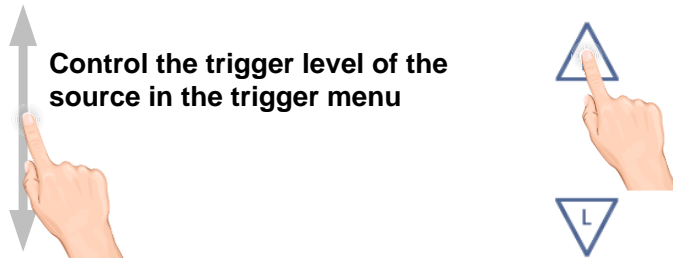 Control the trigger level of the
source in the trigger menu
L